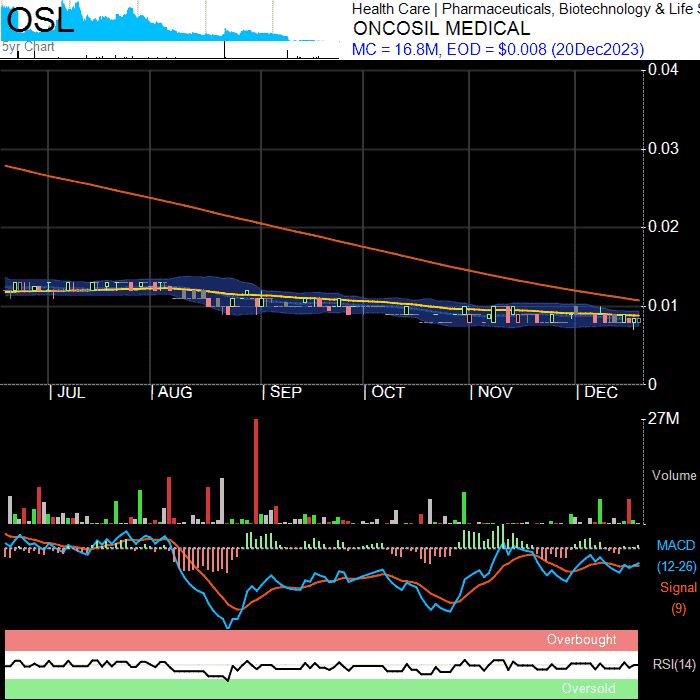 OSL
Health Care | Pharmaceuticals, Biotechnology & Life S
ONCOSIL MEDICAL
5yr Chart
MC = 16.8M, EOD = $0.008 (20Dec2023)
0.04
0.03
0.02
0.01
0
| JUL | AUG | SEP | OCT | NOV | DEC
27M
Volume
MACD
(12-26)
Signal
(9)
Overbought
RSI(14)
Oversold